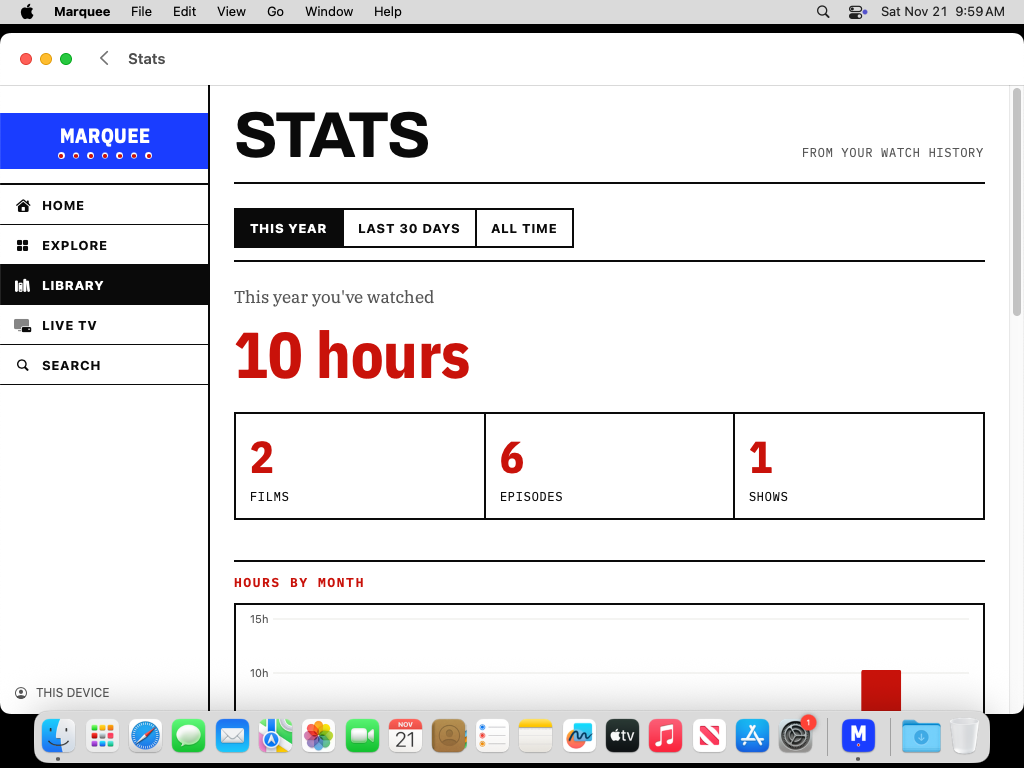 Marquee File Edit View Go Window Help Sat Nov 21 9:59 AM
Stats
MARQUEE
HOME
EXPLORE
LIBRARY
LIVE TV
SEARCH
THIS DEVICE
STATS
FROM YOUR WATCH HISTORY
THIS YEAR LAST 30 DAYS ALL TIME
This year you've watched
10 hours
2 6 1
FILMS EPISODES SHOWS
HOURS BY MONTH
15h
10h
NOV
21
tv
1
M